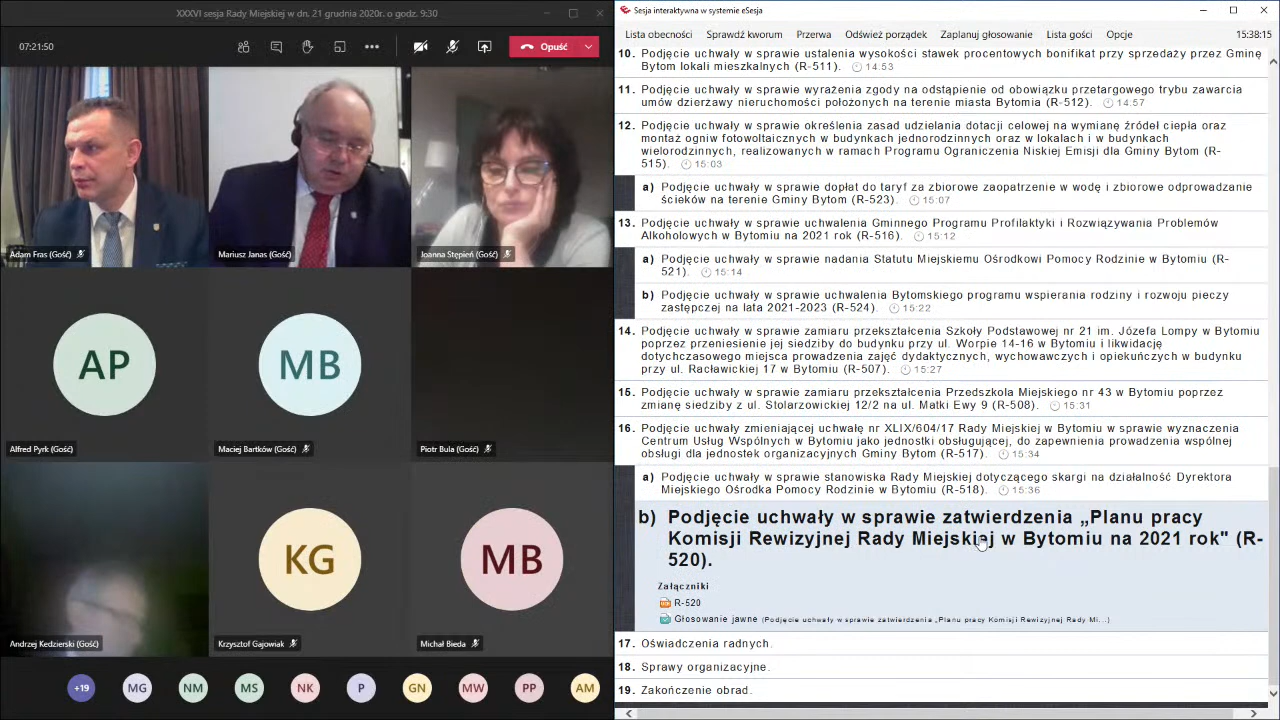 XXXVI sesja Rady Miejskiej w dn. 21 grudnia 2020r. o godz. 9:30
07:21:50
Opuść
Adam Fras (Gość)
Mariusz Janas (Gość)
Joanna Stępień (Gość)
AP
MB
Alfred Pyrk (Gość)
Maciej Bartków (Gość)
Piotr Bula (Gość)
KG
MB
Andrzej Kedzierski (Gość)
Krzysztof Gajowiak
Michał Bieda
+19
MG
NM
MS
NK
P
GN
MW
PP
AM
Sesja interaktywna w systemie eSesja
Lista obecności
Sprawdź kworum
Przerwa
Odśwież porządek
Zaplanuj głosowanie
Lista gości
Opcje
15:38:15
10. Podjęcie uchwały w sprawie ustalenia wysokości stawek procentowych bonifikat przy sprzedaży przez Gminę
Bytom lokali mieszkalnych (R-511). 14:53
11. Podjęcie uchwały w sprawie wyrażenia zgody na odstąpienie od obowiązku przetargowego trybu zawarcia
umów dzierżawy nieruchomości położonych na terenie miasta Bytomia (R-512). 14:57
12. Podjęcie uchwały w sprawie określenia zasad udzielania dotacji celowej na wymianę źródeł ciepła oraz
montaż ogniw fotowoltaicznych w budynkach jednorodzinnych oraz w lokalach i w budynkach
wielorodzinnych, realizowanych w ramach Programu Ograniczenia Niskiej Emisji dla Gminy Bytom (R-
515). 15:03
a) Podjęcie uchwały w sprawie dopłat do taryf za zbiorowe zaopatrzenie w wodę i zbiorowe odprowadzanie
ścieków na terenie Gminy Bytom (R-523). 15:07
13. Podjęcie uchwały w sprawie uchwalenia Gminnego Programu Profilaktyki i Rozwiązywania Problemów
Alkoholowych w Bytomiu na 2021 rok (R-516). 15:12
a) Podjęcie uchwały w sprawie nadania Statutu Miejskiemu Ośrodkowi Pomocy Rodzinie w Bytomiu (R-
521). 15:14
b) Podjęcie uchwały w sprawie uchwalenia Bytomskiego programu wspierania rodziny i rozwoju pieczy
zastępczej na lata 2021-2023 (R-524). 15:22
14. Podjęcie uchwały w sprawie zamiaru przekształcenia Szkoły Podstawowej nr 21 im. Józefa Lompy w Bytomiu
poprzez przeniesienie jej siedziby do budynku przy ul. Worpie 14-16 w Bytomiu i likwidację
dotychczasowego miejsca prowadzenia zajęć dydaktycznych, wychowawczych i opiekuńczych w budynku
przy ul. Racławickiej 17 w Bytomiu (R-507). 15:27
15. Podjęcie uchwały w sprawie zamiaru przekształcenia Przedszkola Miejskiego nr 43 w Bytomiu poprzez
zmianę siedziby z ul. Stolarzowickiej 12/2 na ul. Matki Ewy 9 (R-508). 15:31
16. Podjęcie uchwały zmieniającej uchwałę nr XLIX/604/17 Rady Miejskiej w Bytomiu w sprawie wyznaczenia
Centrum Usług Wspólnych w Bytomiu jako jednostki obsługującej, do zapewnienia prowadzenia wspólnej
obsługi dla jednostek organizacyjnych Gminy Bytom (R-517). 15:34
a) Podjęcie uchwały w sprawie stanowiska Rady Miejskiej dotyczącego skargi na działalność Dyrektora
Miejskiego Ośrodka Pomocy Rodzinie w Bytomiu (R-518). 15:36
b) Podjęcie uchwały w sprawie zatwierdzenia „Planu pracy
Komisji Rewizyjnej Rady Miejskiej w Bytomiu na 2021 rok" (R-
520).
Załączniki
R-520
Głosowanie jawne (Podjęcie uchwały w sprawie zatwierdzenia „Planu pracy Komisji Rewizyjnej Rady Mi...)
17. Oświadczenia radnych.
18. Sprawy organizacyjne.
19. Zakończenie obrad.